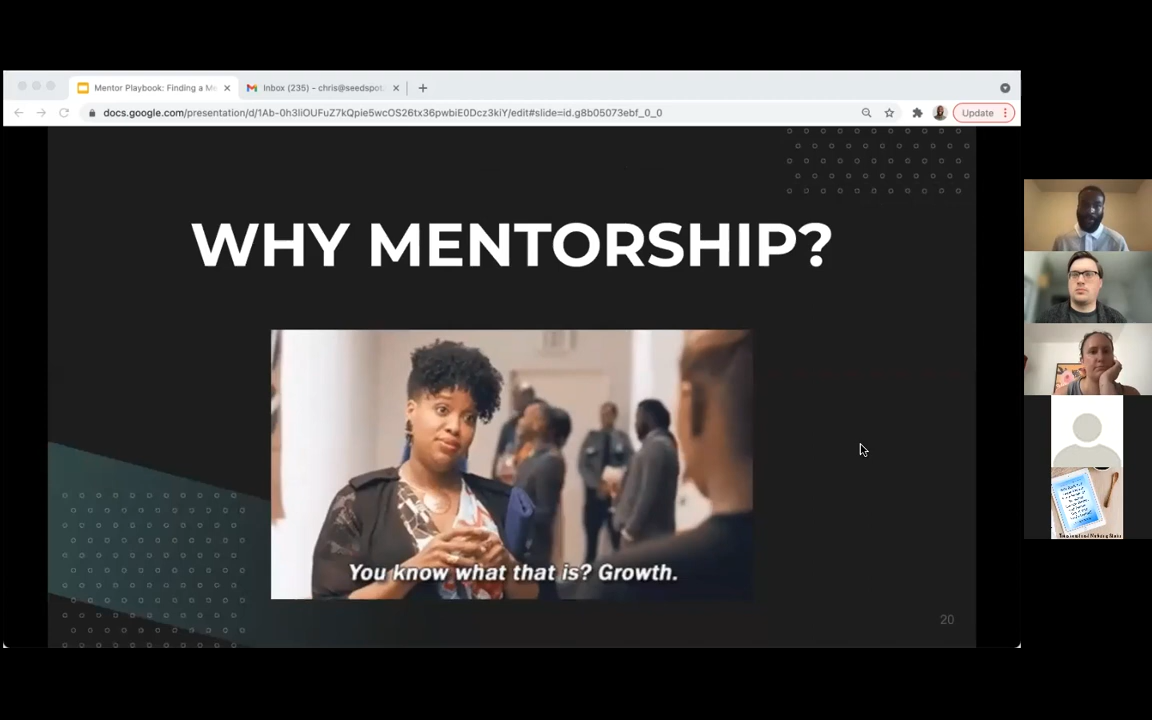 Mentor Playbook: Finding a Me
Inbox (235) - chris@seedspot.
docs.google.com/presentation/d/1Ab-0h3liOUFuZ7kQpie5wcOS26tx36pwbiE0Dcz3kiY/edit#slide=id.g8b05073ebf_0_0
Update
WHY MENTORSHIP?
You know what that is? Growth.
20